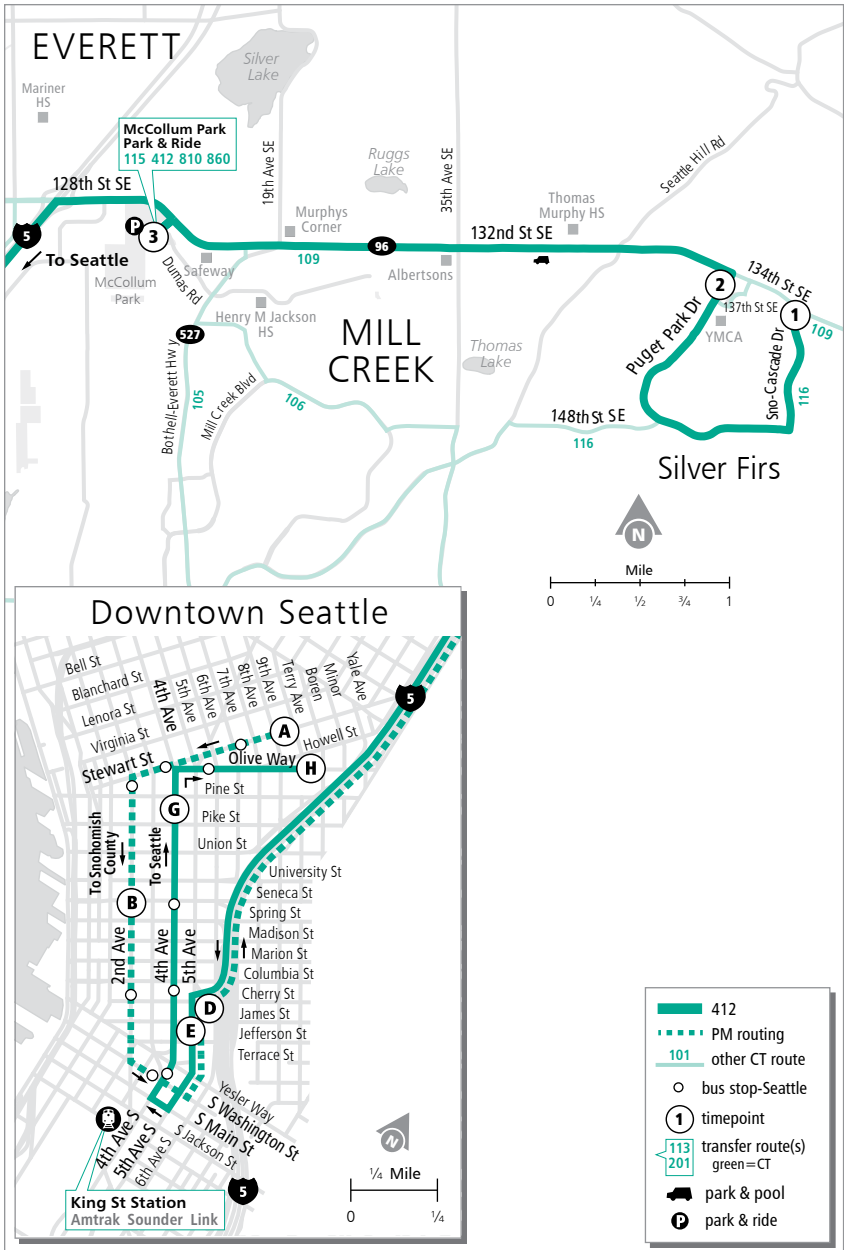 EVERETT
Silver
Lake
Mariner
HS
McCollum Park
Park & Ride
115 412 810 860
128th St SE
19th Ave SE
Ruggs
Lake
35th Ave SE
Seattle Hill Rd
Thomas
Murphy HS
Murphys
Corner
5
P
3
To Seattle
McCollum
Park
Dumas Rd
Safeway
109
96
Albertsons
132nd St SE
2
134th St SE
137th St SE
1
109
YMCA
Henry M Jackson
HS
527
MILL
CREEK
Thomas
Lake
Puget Park Dr
Sno-Cascade Dr
116
Bothell-Everett Hwy
105
Mill Creek Blvd
106
148th St SE
116
Silver Firs
N
Mile
0 ¼ ½ ¾ 1
Downtown Seattle
Bell St
Blanchard St
Lenora St
Virginia St
Stewart St
4th Ave
5th Ave
6th Ave
7th Ave
8th Ave
9th Ave
Terry Ave
Boren
Minor
Yale Ave
5
A
Howell St
Olive Way
H
Pine St
G
Pike St
Union St
To Snohomish
County
To Seattle
B
University St
Seneca St
Spring St
Madison St
Marion St
Columbia St
Cherry St
James St
Jefferson St
Terrace St
2nd Ave
4th Ave
5th Ave
D
E
Yesler Way
S Washington St
S Main St
S Jackson St
4th Ave S
5th Ave S
6th Ave S
5
King St Station
Amtrak Sounder Link
N
¼ Mile
0 ¼
412
PM routing
101 other CT route
bus stop-Seattle
1 timepoint
113 transfer route(s)
201 green=CT
park & pool
P park & ride